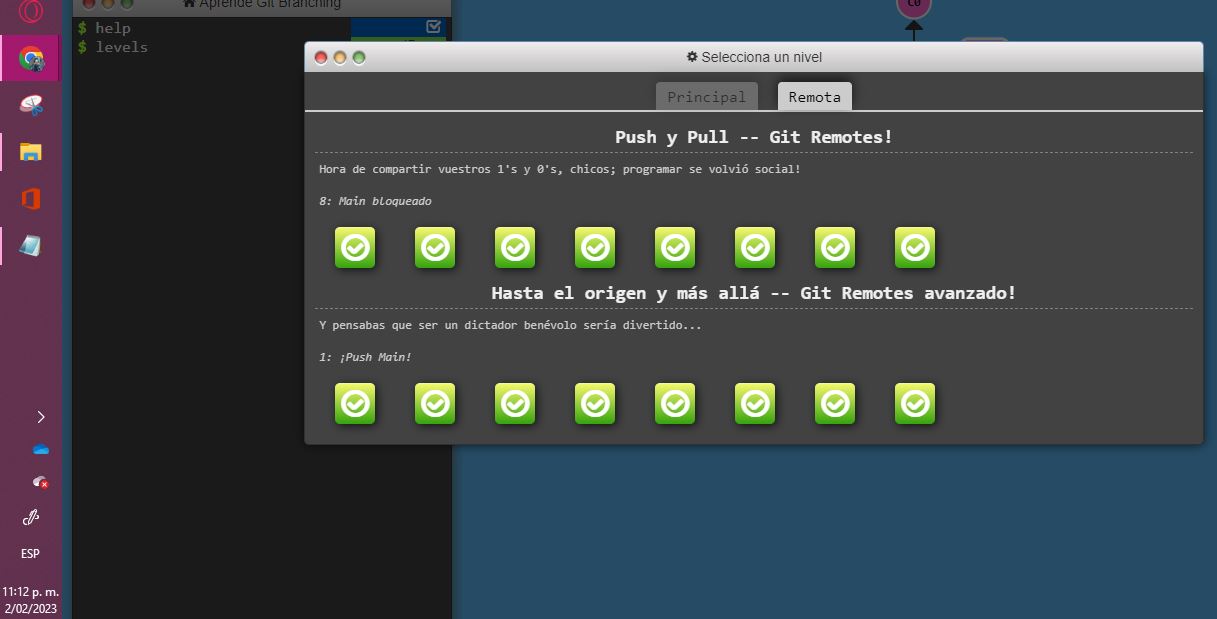 Aprende Git Branching
$ help
$ levels
C0
Selecciona un nivel
Principal
Remota
Push y Pull -- Git Remotes!
Hora de compartir vuestros 1's y 0's, chicos; programar se volvió social!
8: Main bloqueado
Hasta el origen y más allá -- Git Remotes avanzado!
Y pensabas que ser un dictador benévolo sería divertido...
1: ¡Push Main!
ESP
11:12 p. m.
2/02/2023